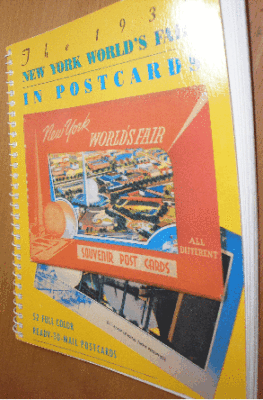 The 193
NEW YORK WORLD'S FAI
IN POSTCARDS
New York
WORLD'S FAIR
ALL
DIFFERENT
SOUVENIR POST CARDS
52 FULL-COLOR
READY-TO-MAIL POSTCARDS